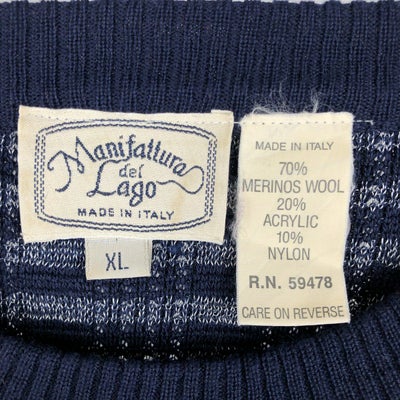 Manifattura
del
Lago
MADE IN ITALY
XL
MADE IN ITALY
70%
MERINOS WOOL
20%
ACRYLIC
10%
NYLON
R.N. 59478
CARE ON REVERSE